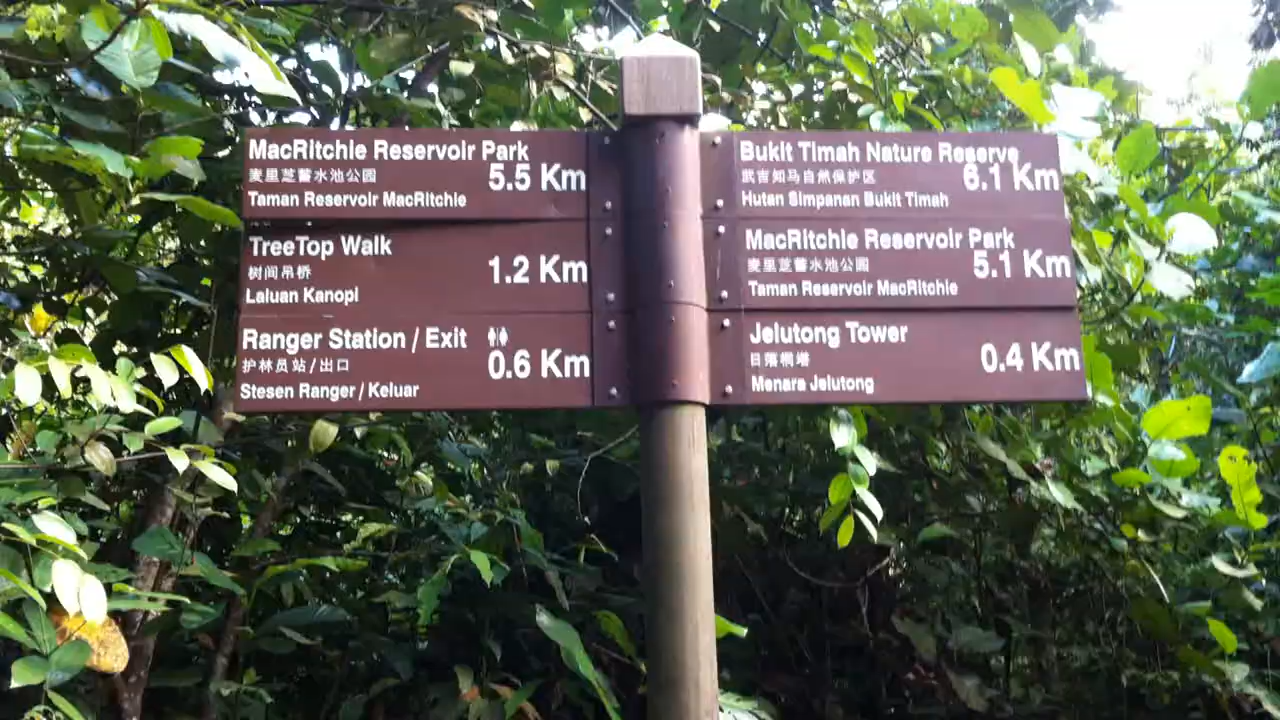 MacRitchie Reservoir Park
麦里芝蓄水池公园
5.5 Km
Taman Reservoir MacRitchie
TreeTop Walk
树间吊桥
1.2 Km
Laluan Kanopi
Ranger Station / Exit
护林员站/出口
0.6 Km
Stesen Ranger / Keluar
Bukit Timah Nature Reserve
武吉知马自然保护区
6.1 Km
Hutan Simpanan Bukit Timah
MacRitchie Reservoir Park
麦里芝蓄水池公园
5.1 Km
Taman Reservoir MacRitchie
Jelutong Tower
日落桐塔
0.4 Km
Menara Jelutong